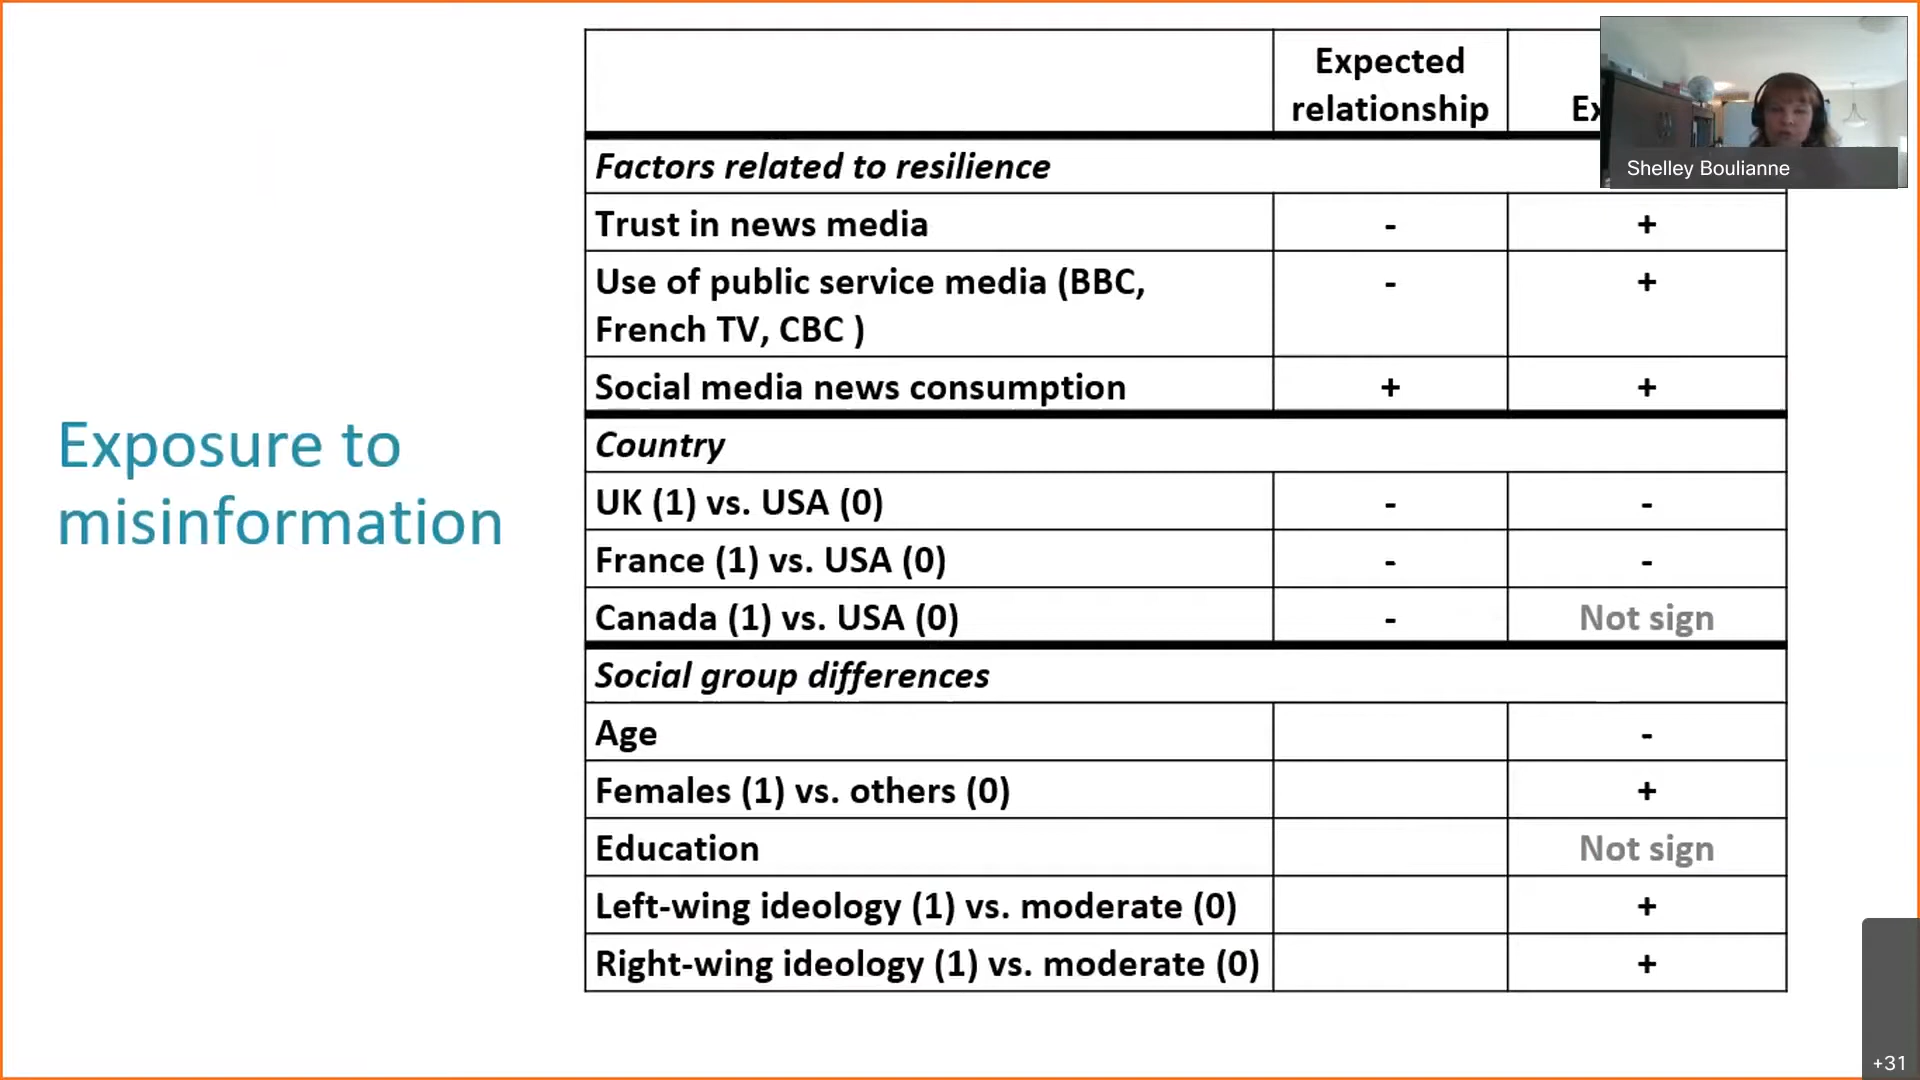 Exposure to
misinformation
Expected
relationship
Factors related to resilience
Trust in news media - +
Use of public service media (BBC, - +
French TV, CBC )
Social media news consumption + +
Country
UK (1) vs. USA (0) - -
France (1) vs. USA (0) - -
Canada (1) vs. USA (0) - Not sign
Social group differences
Age -
Females (1) vs. others (0) +
Education Not sign
Left-wing ideology (1) vs. moderate (0) +
Right-wing ideology (1) vs. moderate (0) +
Shelley Boulianne
+31